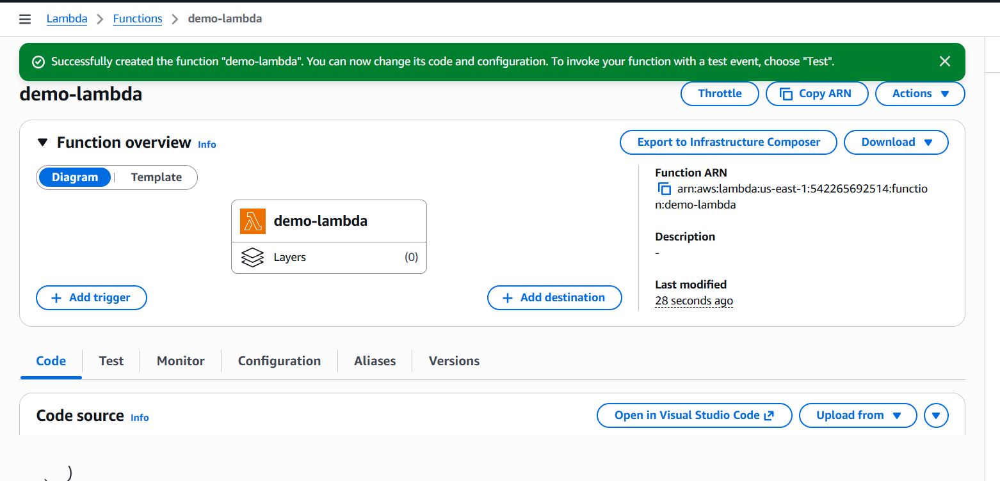 Lambda > Functions > demo-lambda
Successfully created the function "demo-lambda". You can now change its code and configuration. To invoke your function with a test event, choose "Test".
demo-lambda
Throttle
Copy ARN
Actions
Function overview Info
Export to Infrastructure Composer
Download
Diagram
Template
demo-lambda
Layers (0)
+ Add trigger
+ Add destination
Function ARN
arn:aws:lambda:us-east-1:542265692514:functio
n:demo-lambda
Description
-
Last modified
28 seconds ago
Code
Test
Monitor
Configuration
Aliases
Versions
Code source Info
Open in Visual Studio Code
Upload from